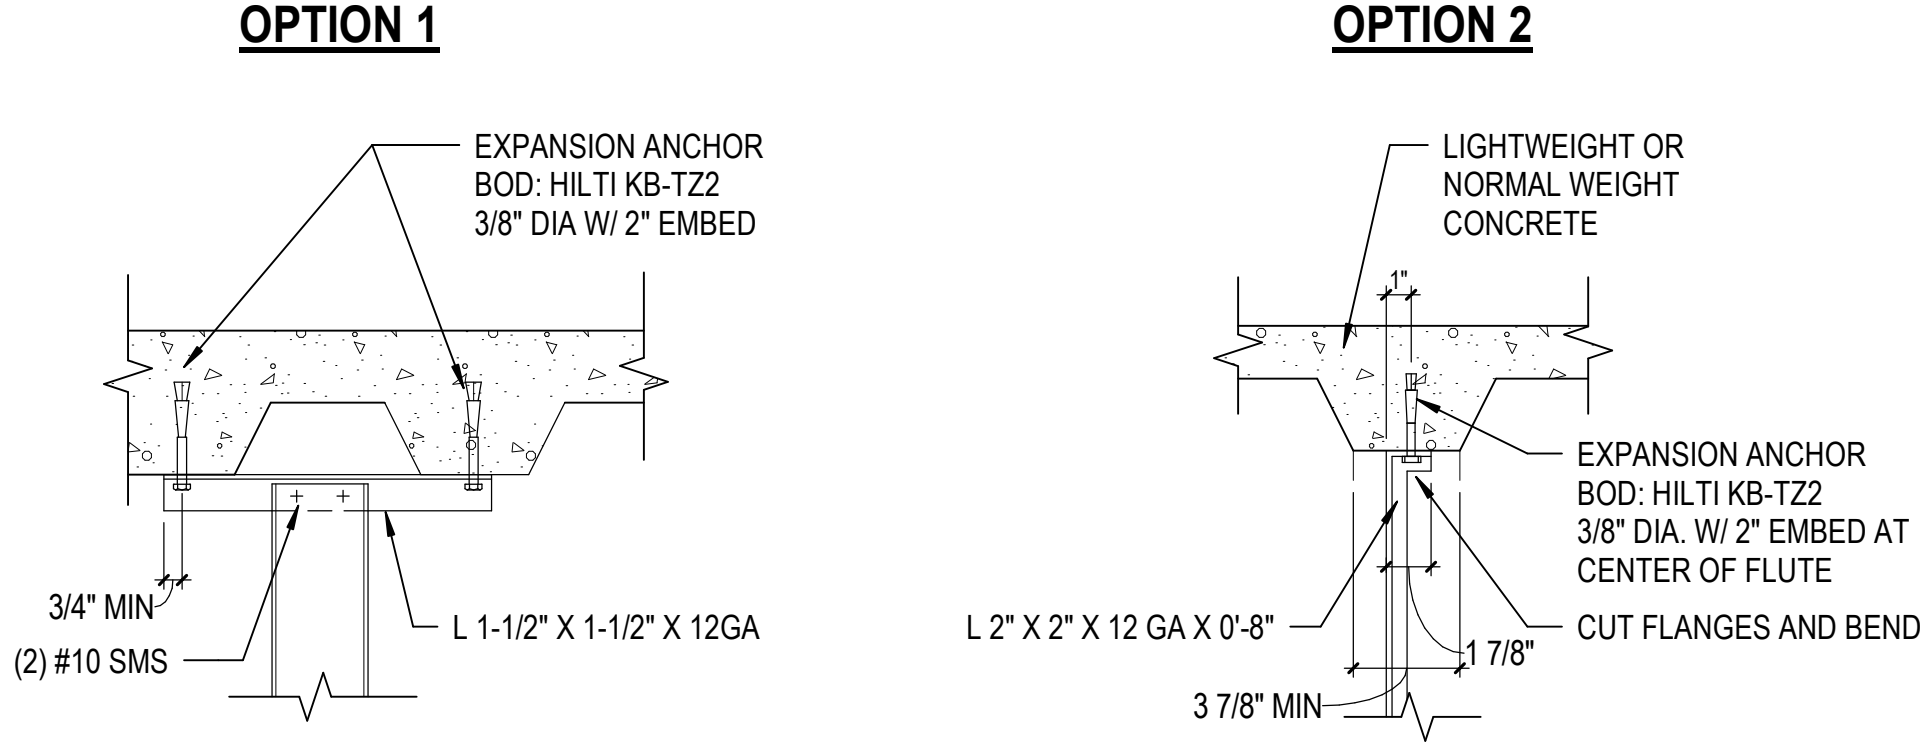 OPTION 1
EXPANSION ANCHOR
BOD: HILTI KB-TZ2
3/8" DIA W/ 2" EMBED
3/4" MIN
(2) #10 SMS
L 1-1/2" X 1-1/2" X 12GA
OPTION 2
LIGHTWEIGHT OR
NORMAL WEIGHT
CONCRETE
1"
EXPANSION ANCHOR
BOD: HILTI KB-TZ2
3/8" DIA. W/ 2" EMBED AT
CENTER OF FLUTE
L 2" X 2" X 12 GA X 0'-8"
CUT FLANGES AND BEND
1 7/8"
3 7/8" MIN